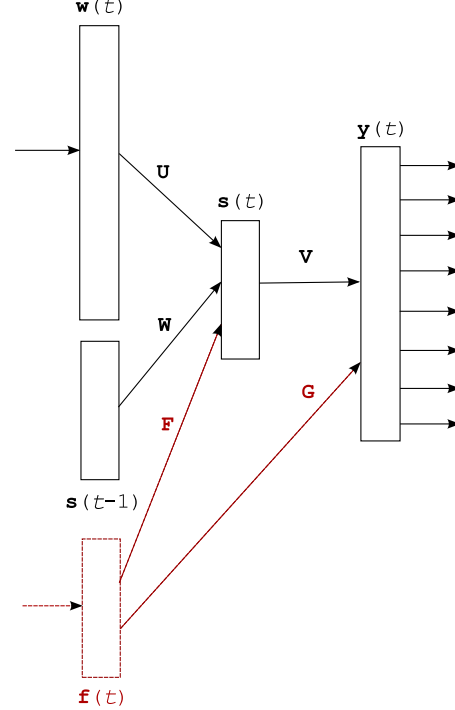 w(t)
U
y(t)
s(t)
V
W
G
F
s(t-1)
f(t)